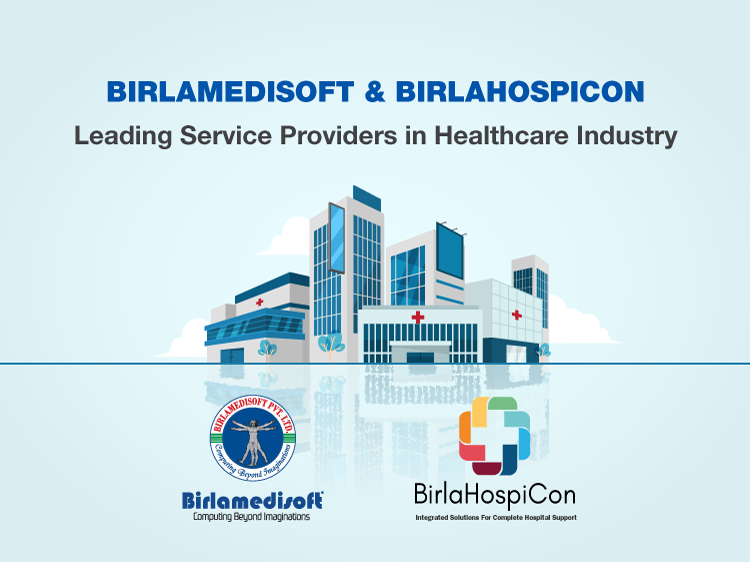 BIRLAMEDISOFT & BIRLAHOSPICON
Leading Service Providers in Healthcare Industry
BIRLAMEDISOFT PVT. LTD.
Computing Beyond Imaginations
Birlamedisoft®
Computing Beyond Imaginations
BirlaHospiCon
Integrated Solutions For Complete Hospital Support